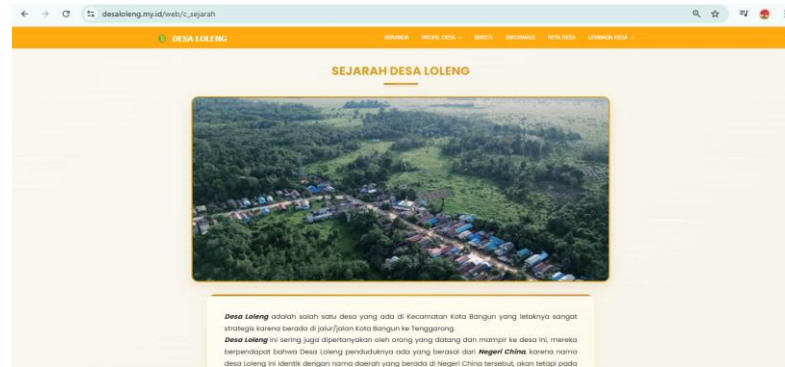 desaloleng.my.id/web/c_sejarah
DESA LOLENG
BERANDA PROFIL DESA BERITA INFORMASI PETA DESA LEMBAGA DESA
SEJARAH DESA LOLENG
Desa Loleng adalah salah satu desa yang ada di Kecamatan Kota Bangun yang letaknya sangat
strategis karena berada di jalur/jalan Kota Bangun ke Tenggarong.
Desa Loleng ini sering juga dipertanyakan oleh orang yang datang dan mampir ke desa ini, mereka
berpendapat bahwa Desa Loleng penduduknya ada yang berasal dari Negeri China, karena nama
desa Loleng ini identik dengan nama daerah yang berada di Negeri China tersebut, akan tetapi pada